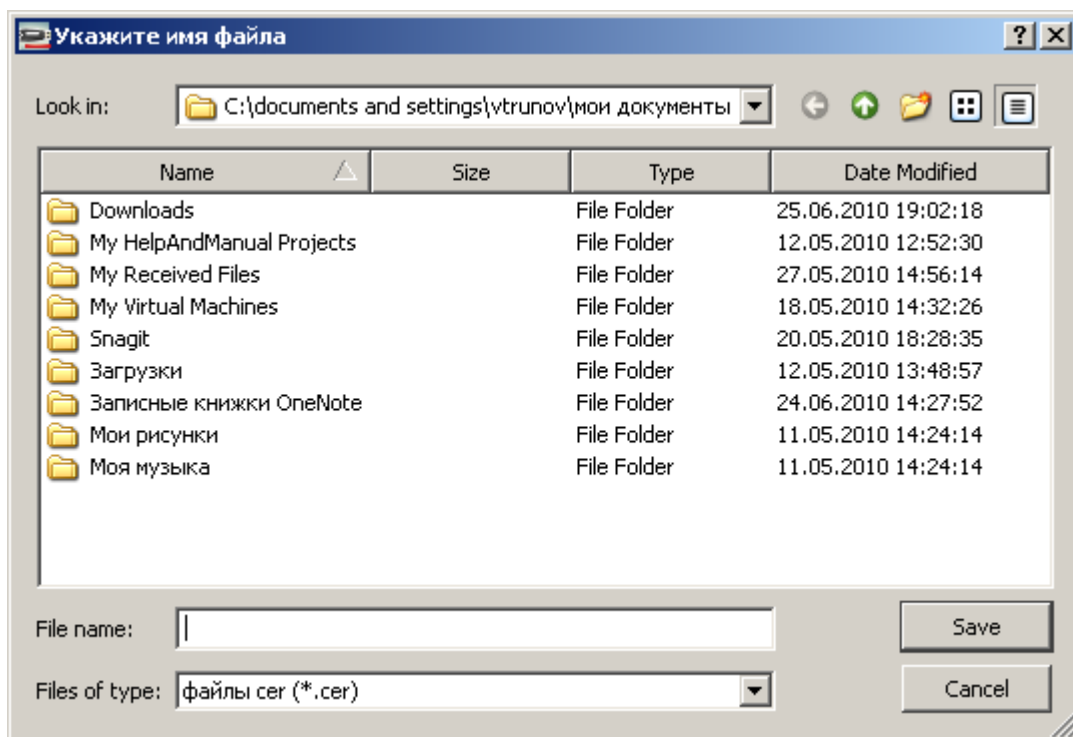 Укажите имя файла
Look in: C:\documents and settings\vtrunov\мои документы
Name Size Type Date Modified
Downloads File Folder 25.06.2010 19:02:18
My HelpAndManual Projects File Folder 12.05.2010 12:52:30
My Received Files File Folder 27.05.2010 14:56:14
My Virtual Machines File Folder 18.05.2010 14:32:26
Snagit File Folder 20.05.2010 18:28:35
Загрузки File Folder 12.05.2010 13:48:57
Записные книжки OneNote File Folder 24.06.2010 14:27:52
Мои рисунки File Folder 11.05.2010 14:24:14
Моя музыка File Folder 11.05.2010 14:24:14
File name: Save
Files of type: файлы cer (*.cer) Cancel